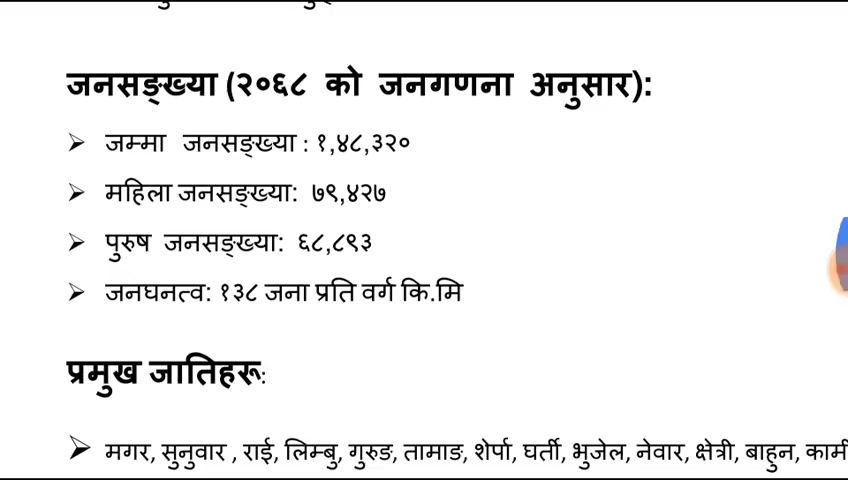 जनसङ्ख्या (२०६८ को जनगणना अनुसार):
➢ जम्मा जनसङ्ख्या : १,४८,३२०
➢ महिला जनसङ्ख्या: ७९,४२७
➢ पुरुष जनसङ्ख्या: ६८,८९३
➢ जनघनत्व: १३८ जना प्रति वर्ग कि.मि
प्रमुख जातिहरू:
➢ मगर, सुनुवार , राई, लिम्बु, गुरुङ, तामाङ, शेर्पा, घर्ती, भुजेल, नेवार, क्षेत्री, बाहुन, कामी